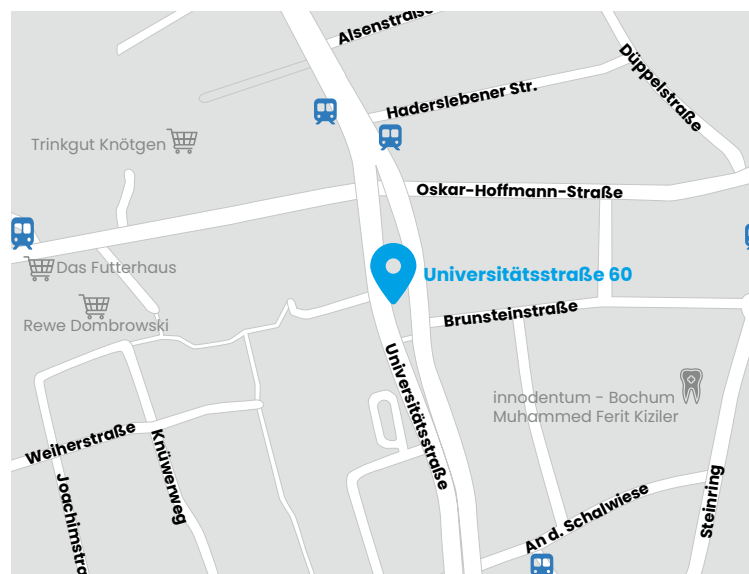 Alsenstraße
Düppelstraße
Haderslebener Str.
Trinkgut Knötgen
Oskar-Hoffmann-Straße
Das Futterhaus
Universitätsstraße 60
Rewe Dombrowski
Brunsteinstraße
Universitätsstraße
innodentum - Bochum
Muhammed Ferit Kiziler
Weiherstraße
Knüwerweg
Joachimstra
Steinring
An d. Schalwiese